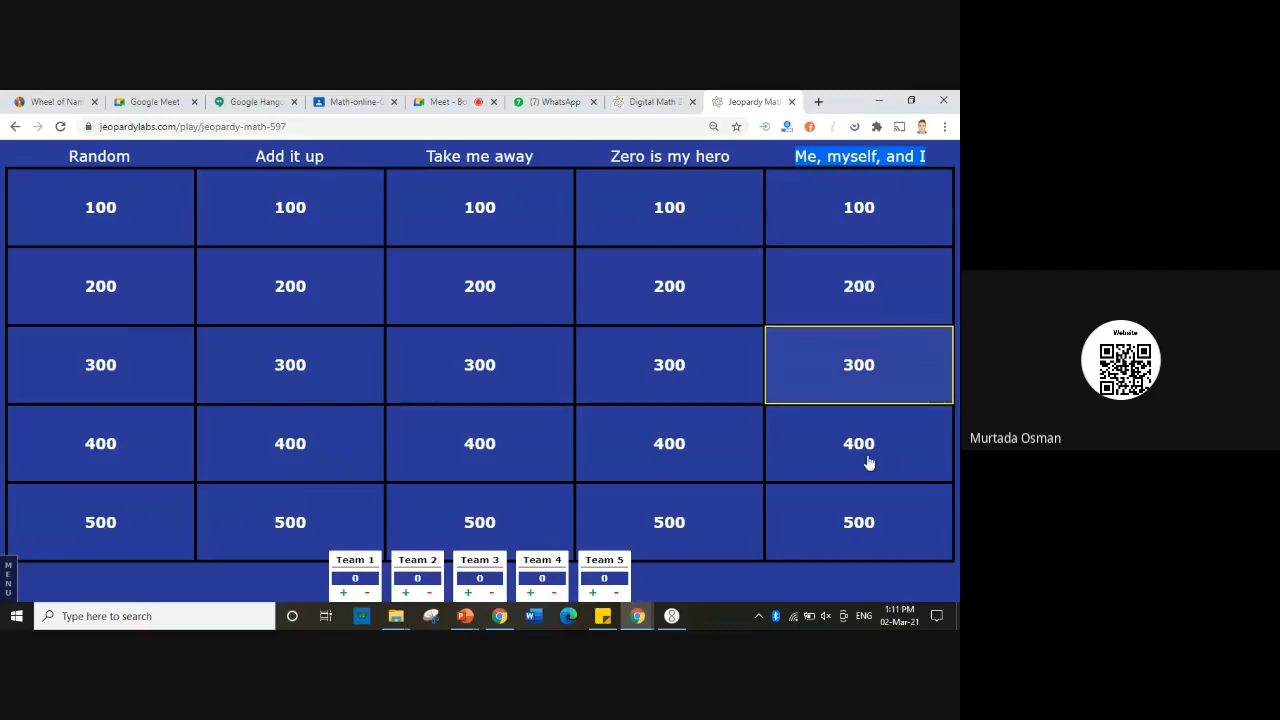 Wheel of Nam
Google Meet
Google Hango
Math-online-C
Meet - Bo
(7) WhatsApp
Digital Math 2
Jeopardy Mat
jeopardylabs.com/play/jeopardy-math-597
Random Add it up Take me away Zero is my hero Me, myself, and I
100 100 100 100 100
200 200 200 200 200
300 300 300 300 300
400 400 400 400 400
500 500 500 500 500
MENU
Team 1 Team 2 Team 3 Team 4 Team 5
0 0 0 0 0
+ - + - + - + - + -
Type here to search
ENG
1:11 PM
02-Mar-21
Website
Murtada Osman